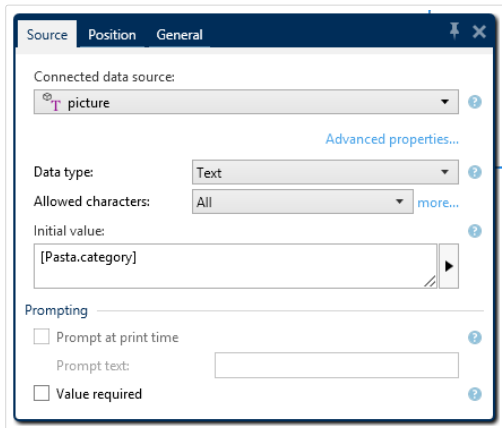 Source Position General
Connected data source:
T picture
Advanced properties...
Data type: Text
Allowed characters: All more...
Initial value:
[Pasta.category]
Prompting
Prompt at print time
Prompt text:
Value required